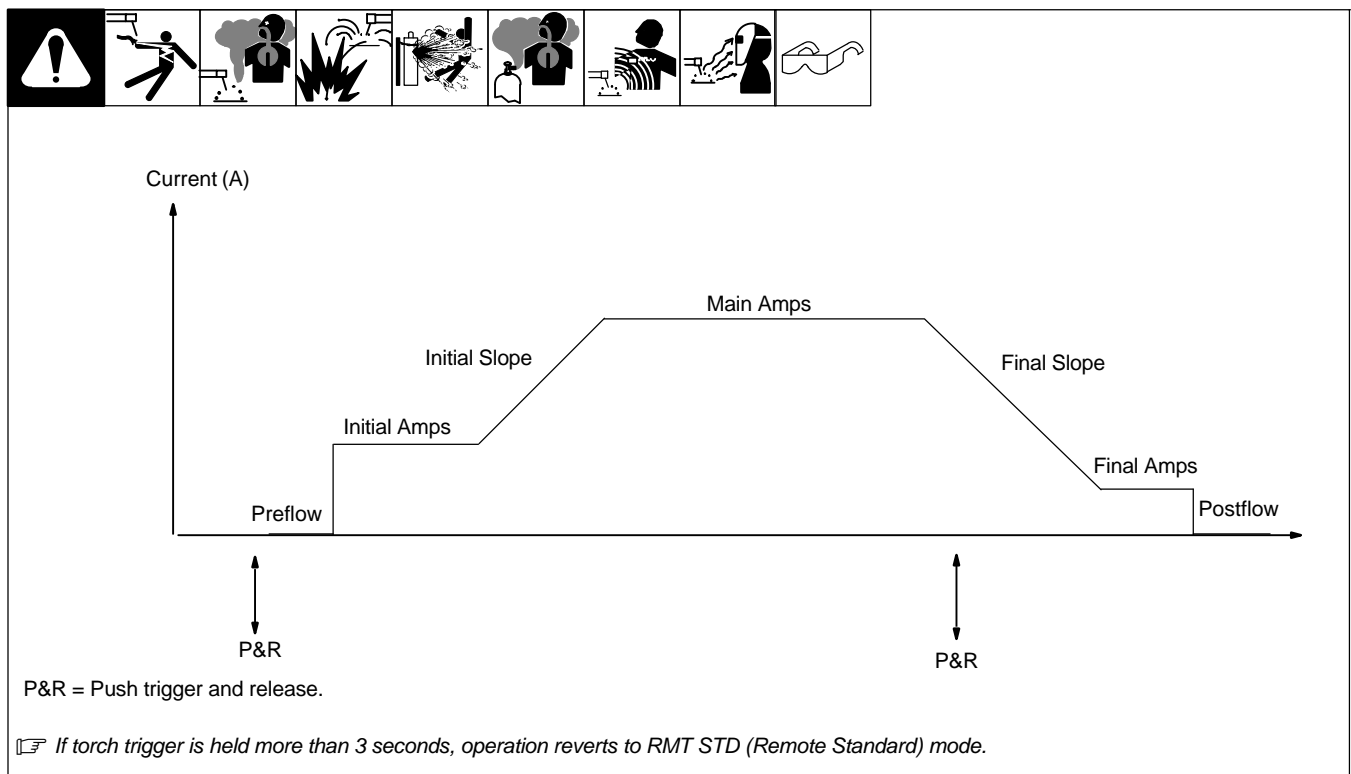 Current (A)
Main Amps
Initial Slope
Final Slope
Initial Amps
Final Amps
Preflow
Postflow
P&R
P&R
P&R = Push trigger and release.
If torch trigger is held more than 3 seconds, operation reverts to RMT STD (Remote Standard) mode.